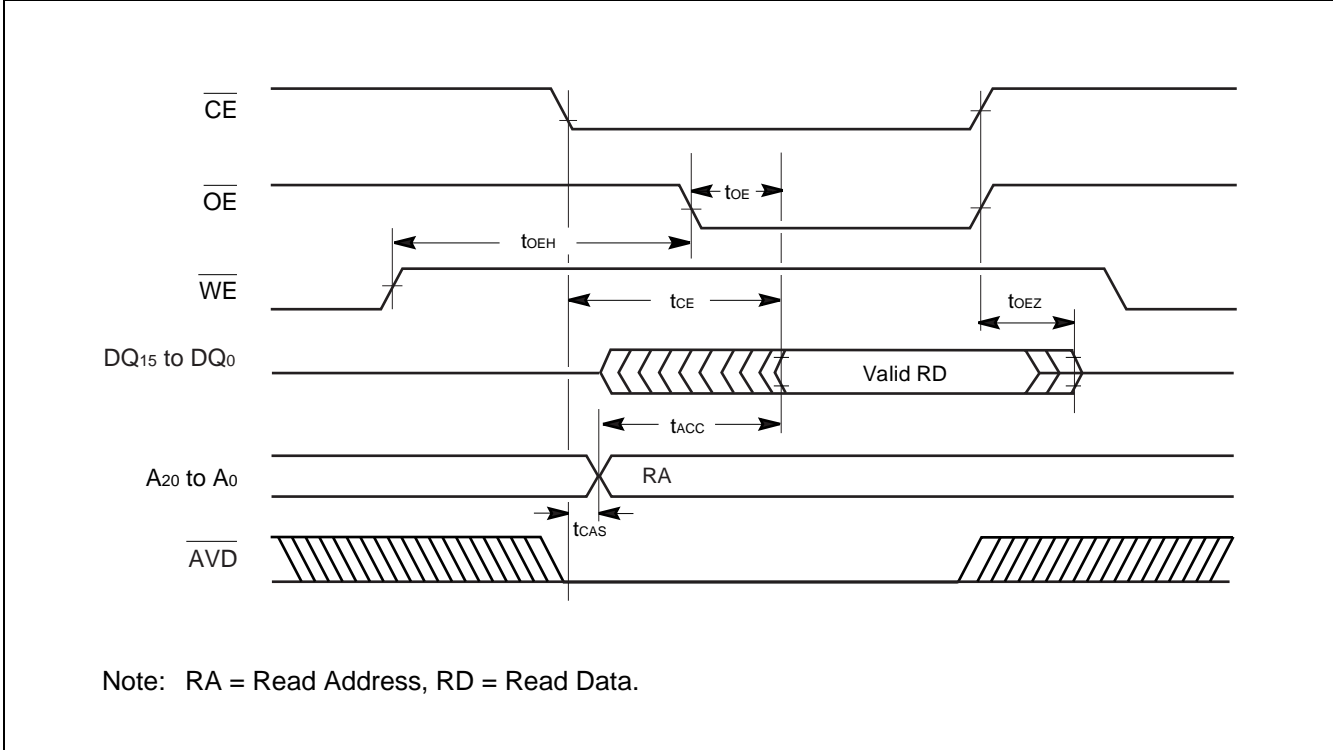 CE
OE
tOE
tOEH
WE
tCE
tOEZ
DQ15 to DQ0
Valid RD
tACC
A20 to A0
RA
tCAS
AVD
Note: RA = Read Address, RD = Read Data.